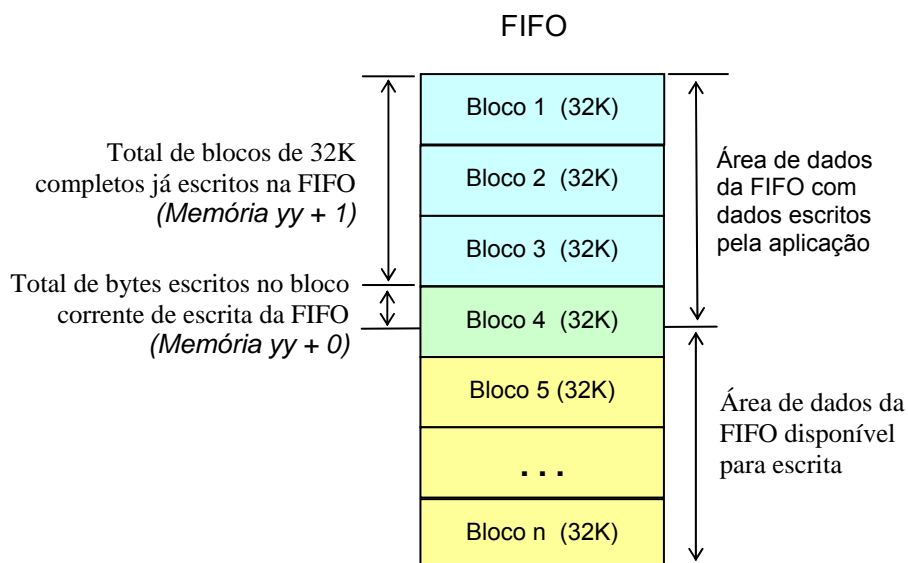 FIFO
Bloco 1 (32K)
Bloco 2 (32K)
Bloco 3 (32K)
Bloco 4 (32K)
Bloco 5 (32K)
. . .
Bloco n (32K)
Total de blocos de 32K
completos já escritos na FIFO
(Memória yy + 1)
Total de bytes escritos no bloco
corrente de escrita da FIFO
(Memória yy + 0)
Área de dados
da FIFO com
dados escritos
pela aplicação
Área de dados da
FIFO disponível
para escrita